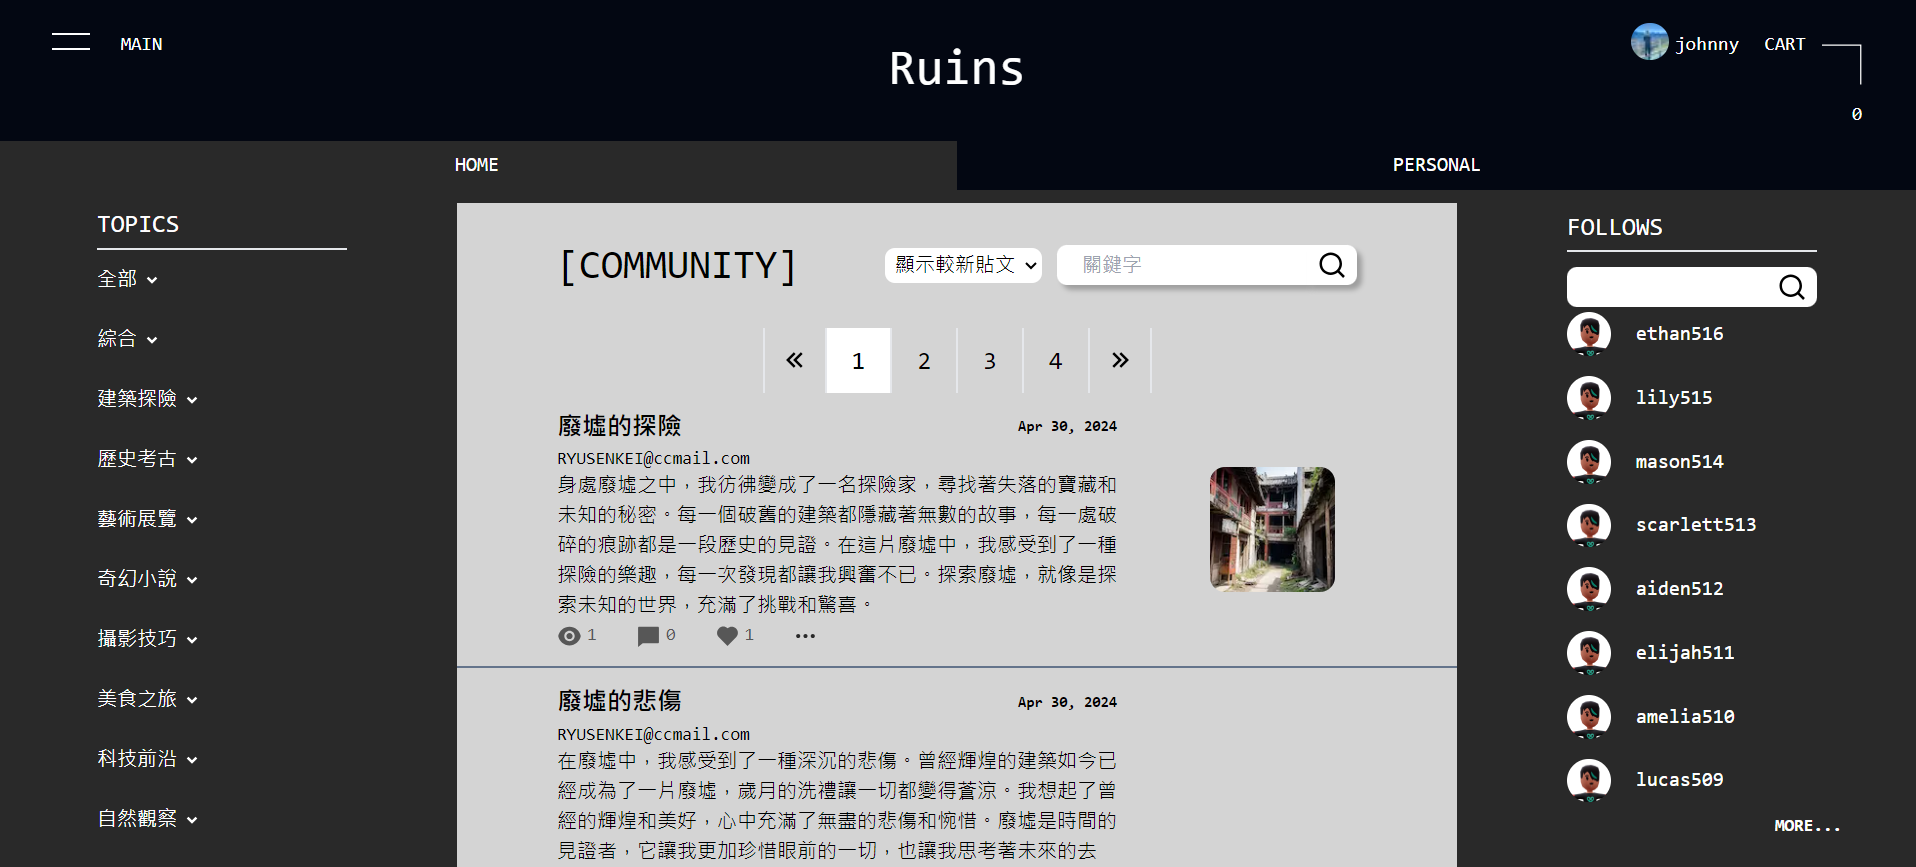 MAIN
Ruins
johnny
CART
0
HOME
PERSONAL
TOPICS
全部
綜合
建築探險
歷史考古
藝術展覽
奇幻小說
攝影技巧
美食之旅
科技前沿
自然觀察
[COMMUNITY]
顯示較新貼文
關鍵字
« 1 2 3 4 »
廢墟的探險
Apr 30, 2024
RYUSENKEI@ccmail.com
身處廢墟之中，我彷彿變成了一名探險家，尋找著失落的寶藏和
未知的秘密。每一個破舊的建築都隱藏著無數的故事，每一處破
碎的痕跡都是一段歷史的見證。在這片廢墟中，我感受到了一種
探險的樂趣，每一次發現都讓我興奮不已。探索廢墟，就像是探
索未知的世界，充滿了挑戰和驚喜。
1 0 1
廢墟的悲傷
Apr 30, 2024
RYUSENKEI@ccmail.com
在廢墟中，我感受到了一種深沉的悲傷。曾經輝煌的建築如今已
經成為了一片廢墟，歲月的洗禮讓一切都變得蒼涼。我想起了曾
經的輝煌和美好，心中充滿了無盡的悲傷和惋惜。廢墟是時間的
見證者，它讓我更加珍惜眼前的一切，也讓我思考著未來的去
FOLLOWS
ethan516
lily515
mason514
scarlett513
aiden512
elijah511
amelia510
lucas509
MORE...